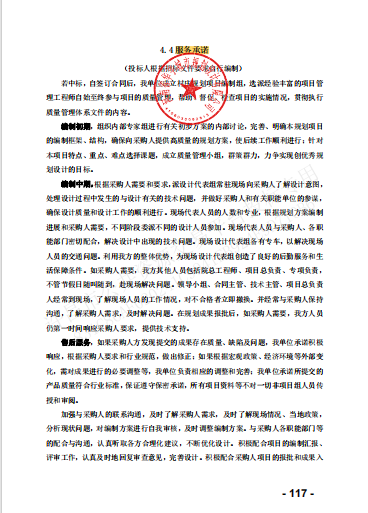 4.4服务承诺
（投标人根据招标文件要求自行编制）
若中标，自签订合同后，我单位成立村庄规划项目编制组，选派经验丰富的项目管
理工程师自始至终参与项目的质量管理，帮助、督促、检查项目的实施情况，贯彻执行
质量管理体系文件的内容。
编制初期，组织内部专家组进行有关初步方案的内部讨论，完善、明确本规划项目
的编制框架、结构，确保向采购人提供高质量的规划方案，使后续工作顺利进行；针对
本项目特点、重点、难点选择课题，成立质量管理小组，群策群力，力争实现创优秀规
划设计的目标。
编制中期，根据采购人需要和要求，派设计代表组常驻现场向采购人了解设计意图，
处理设计过程中发生的与设计有关的技术问题，并做好采购人和有关职能单位的参谋，
确保设计质量和设计工作的顺利进行。现场代表人员的人数和专业，根据规划方案编制
进展和采购人需要，不同阶段委派不同的设计人员参加。现场代表人员与采购人、各职
能部门密切配合，解决设计中出现的技术问题。现场设计代表组各有专车，以解决现场
人员的交通问题。利用我方的整体优势，为现场设计代表组创造了良好的后勤服务和生
活保障条件。如采购人需要，我方其他人员包括院总工程师、项目总负责、专项负责，
不管节假日随叫随到，赴现场解决问题。领导小组、合同主管、技术主管、项目总负责
人经常到现场，了解现场人员的工作情况，对不合格者立即撤换。并经常与采购人保持
沟通，了解采购人需求，及时解决问题。在规划成果报批后，如采购人需要，我方人员
仍第一时间响应采购人要求，提供技术支持。
售后服务，如果采购人方发现提交的成果存在质量、缺陷及问题，我单位承诺积极
响应，根据采购人要求和行业规范，做出修正；如果根据宏观政策、经济环境等外部变
化，需对成果进行的必要调整等，我单位负责相应的调整和完善；我单位承诺所提交的
产品质量符合行业标准，保证遵守保密承诺，所有项目资料等不对一切非项目组人员传
授和审阅。
加强与采购人的联系沟通，及时了解采购人需求，及时了解现场情况、当地政策，
分析现状问题，对编制方案进行自我审核，及时调整编制方案。与采购人各职能部门等
的配合与沟通，认真听取各方合理化建议，不断优化设计。积极配合项目的编制汇报、
评审工作，认真及时地回复审查意见，完善设计。积极配合采购人项目的报批和成果入
- 117 -